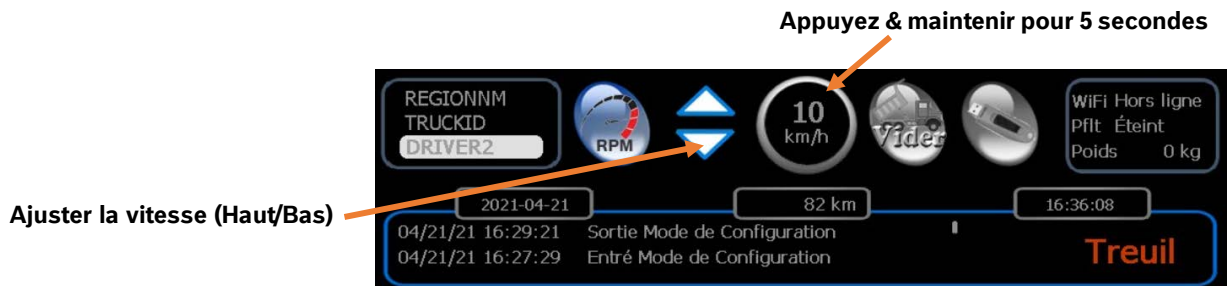 Appuyez & maintenir pour 5 secondes
REGIONNM
TRUCKID
DRIVER2
RPM
10
km/h
Vider
WiFi Hors ligne
Pflt Éteint
Poids 0 kg
Ajuster la vitesse (Haut/Bas)
2021-04-21
82 km
16:36:08
04/21/21 16:29:21 Sortie Mode de Configuration
04/21/21 16:27:29 Entré Mode de Configuration
Treuil